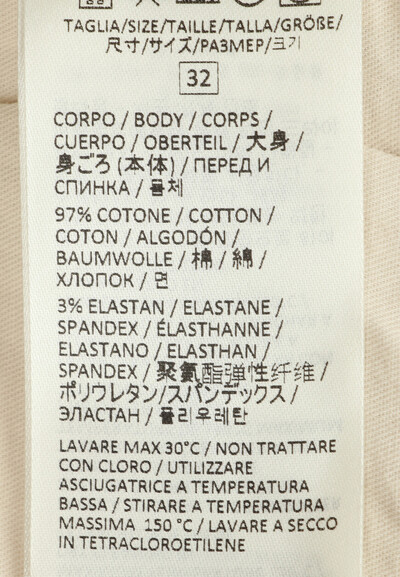 TAGLIA/SIZE/TAILLE/TALLA/GRÖßE/
尺寸/サイズ/РАЗМЕР/크기
32
CORPO / BODY / CORPS /
CUERPO / OBERTEIL / 大身 /
身ごろ (本体) / ПЕРЕД И
СПИНКА / 몸체
97% COTONE / COTTON /
COTON / ALGODÓN /
BAUMWOLLE / 棉 / 綿 /
ХЛОПОК / 면
3% ELASTAN / ELASTANE /
SPANDEX / ÉLASTHANNE /
ELASTANO / ELASTHAN /
SPANDEX / 聚氨酯弹性纤维 /
ポリウレタン/スパンデックス /
ЭЛАСТАН / 폴리우레탄
LAVARE MAX 30°C / NON TRATTARE
CON CLORO / UTILIZZARE
ASCIUGATRICE A TEMPERATURA
BASSA / STIRARE A TEMPERATURA
MASSIMA 150 °C / LAVARE A SECCO
IN TETRACLOROETILENE